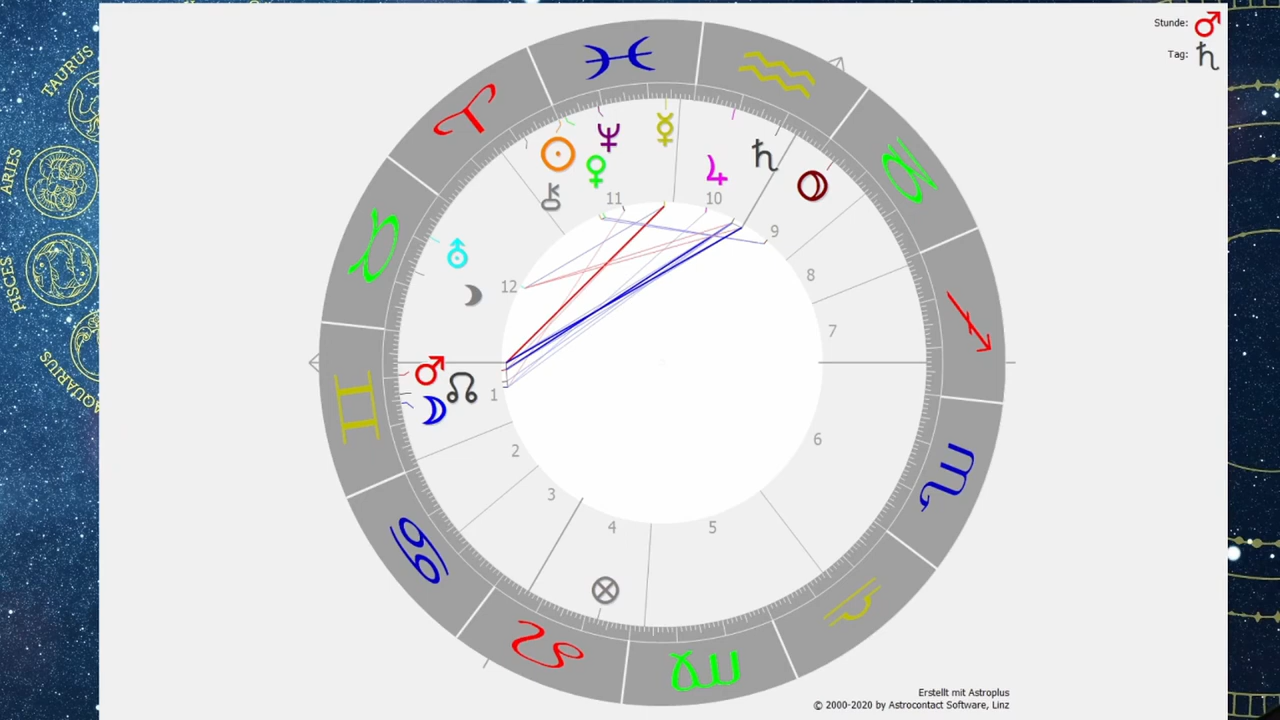 Stunde:
Tag:
TAURUS
ARIES
PISCES
AQUARIUS
11
10
9
12
8
7
1
2
6
3
4
5
Erstellt mit Astroplus
© 2000-2020 by Astrocontact Software, Linz